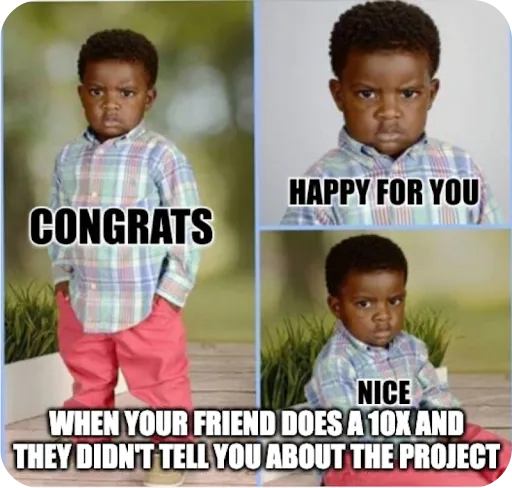 CONGRATS
HAPPY FOR YOU
NICE
WHEN YOUR FRIEND DOES A 10X AND
THEY DIDN'T TELL YOU ABOUT THE PROJECT